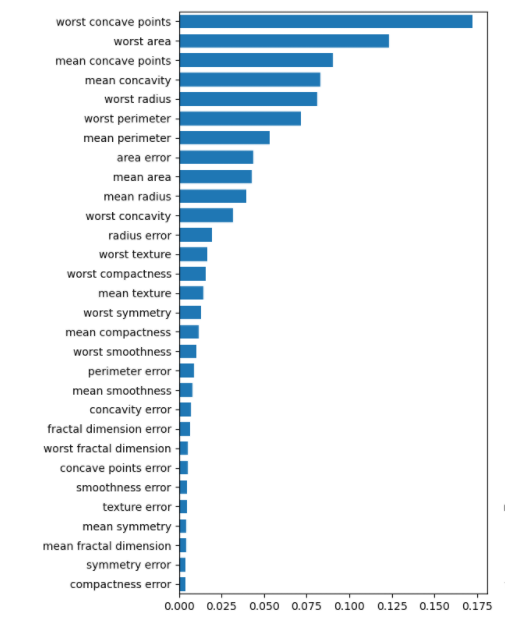 worst concave points
worst area
mean concave points
mean concavity
worst radius
worst perimeter
mean perimeter
area error
mean area
mean radius
worst concavity
radius error
worst texture
worst compactness
mean texture
worst symmetry
mean compactness
worst smoothness
perimeter error
mean smoothness
concavity error
fractal dimension error
worst fractal dimension
concave points error
smoothness error
texture error
mean symmetry
mean fractal dimension
symmetry error
compactness error
0.000 0.025 0.050 0.075 0.100 0.125 0.150 0.175